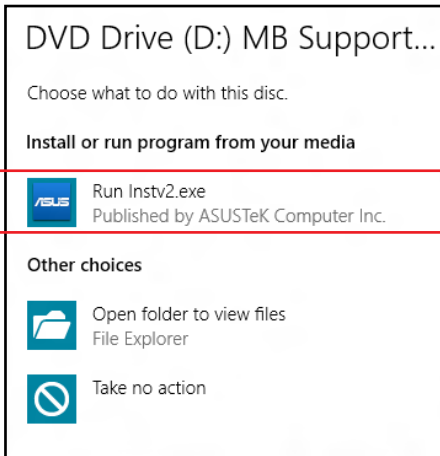 DVD Drive (D:) MB Support...
Choose what to do with this disc.
Install or run program from your media
ASUS
Run Instv2.exe
Published by ASUSTeK Computer Inc.
Other choices
Open folder to view files
File Explorer
Take no action